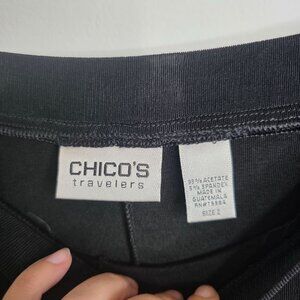 CHICO'S
travelers
95% ACETATE
5% SPANDEX
MADE IN
GUATEMALA
SIZE 2